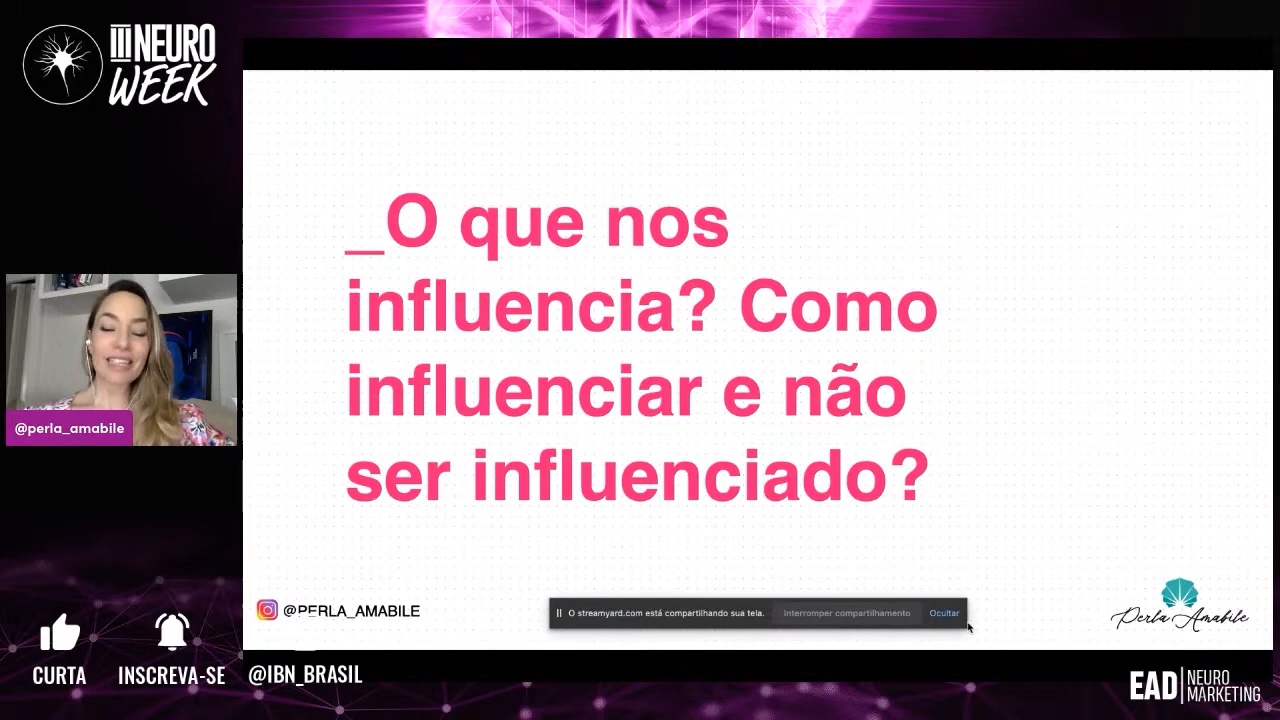 III NEURO
WEEK
_O que nos
influencia? Como
influenciar e não
ser influenciado?
@perla_amabile
@PERLA_AMABILE
O streamyard.com está compartilhando sua tela.
Interromper compartilhamento
Ocultar
Perla Amabile
CURTA
INSCREVA-SE
@IBN_BRASIL
EAD
NEURO
MARKETING